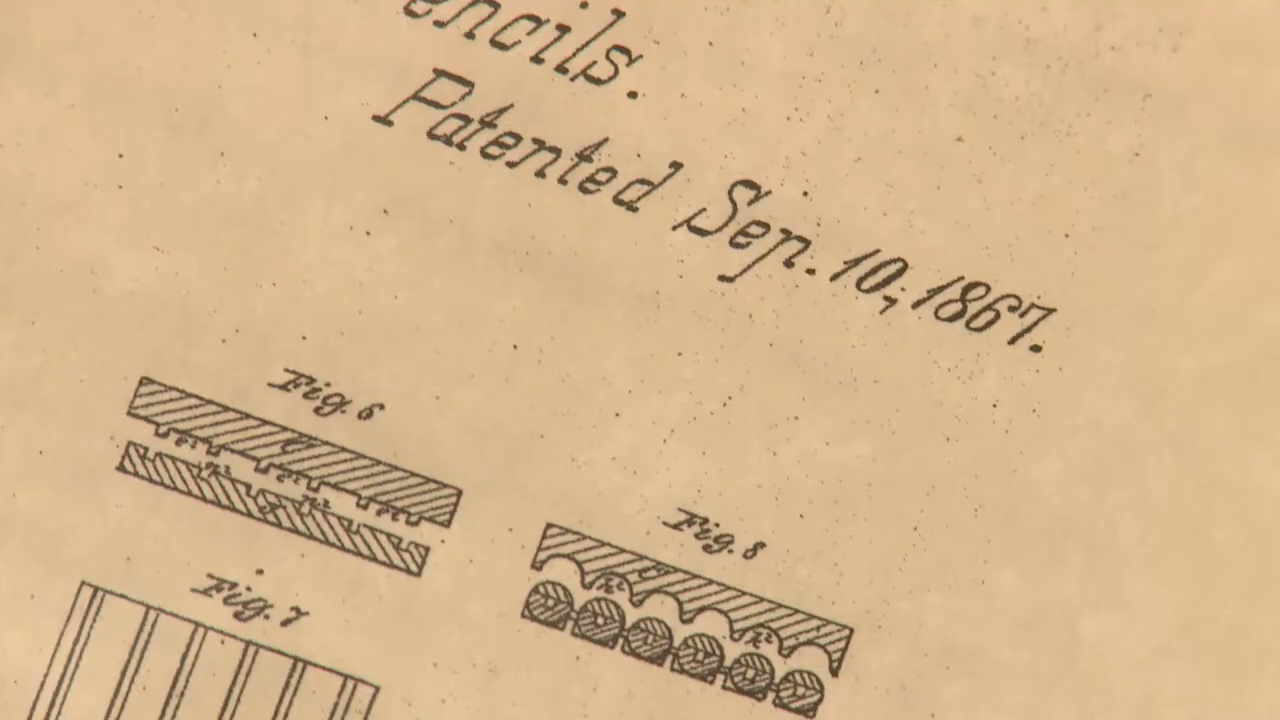 encils.
Patented Sep. 10, 1867.
Fig. 6
Fig. 8
Fig. 7